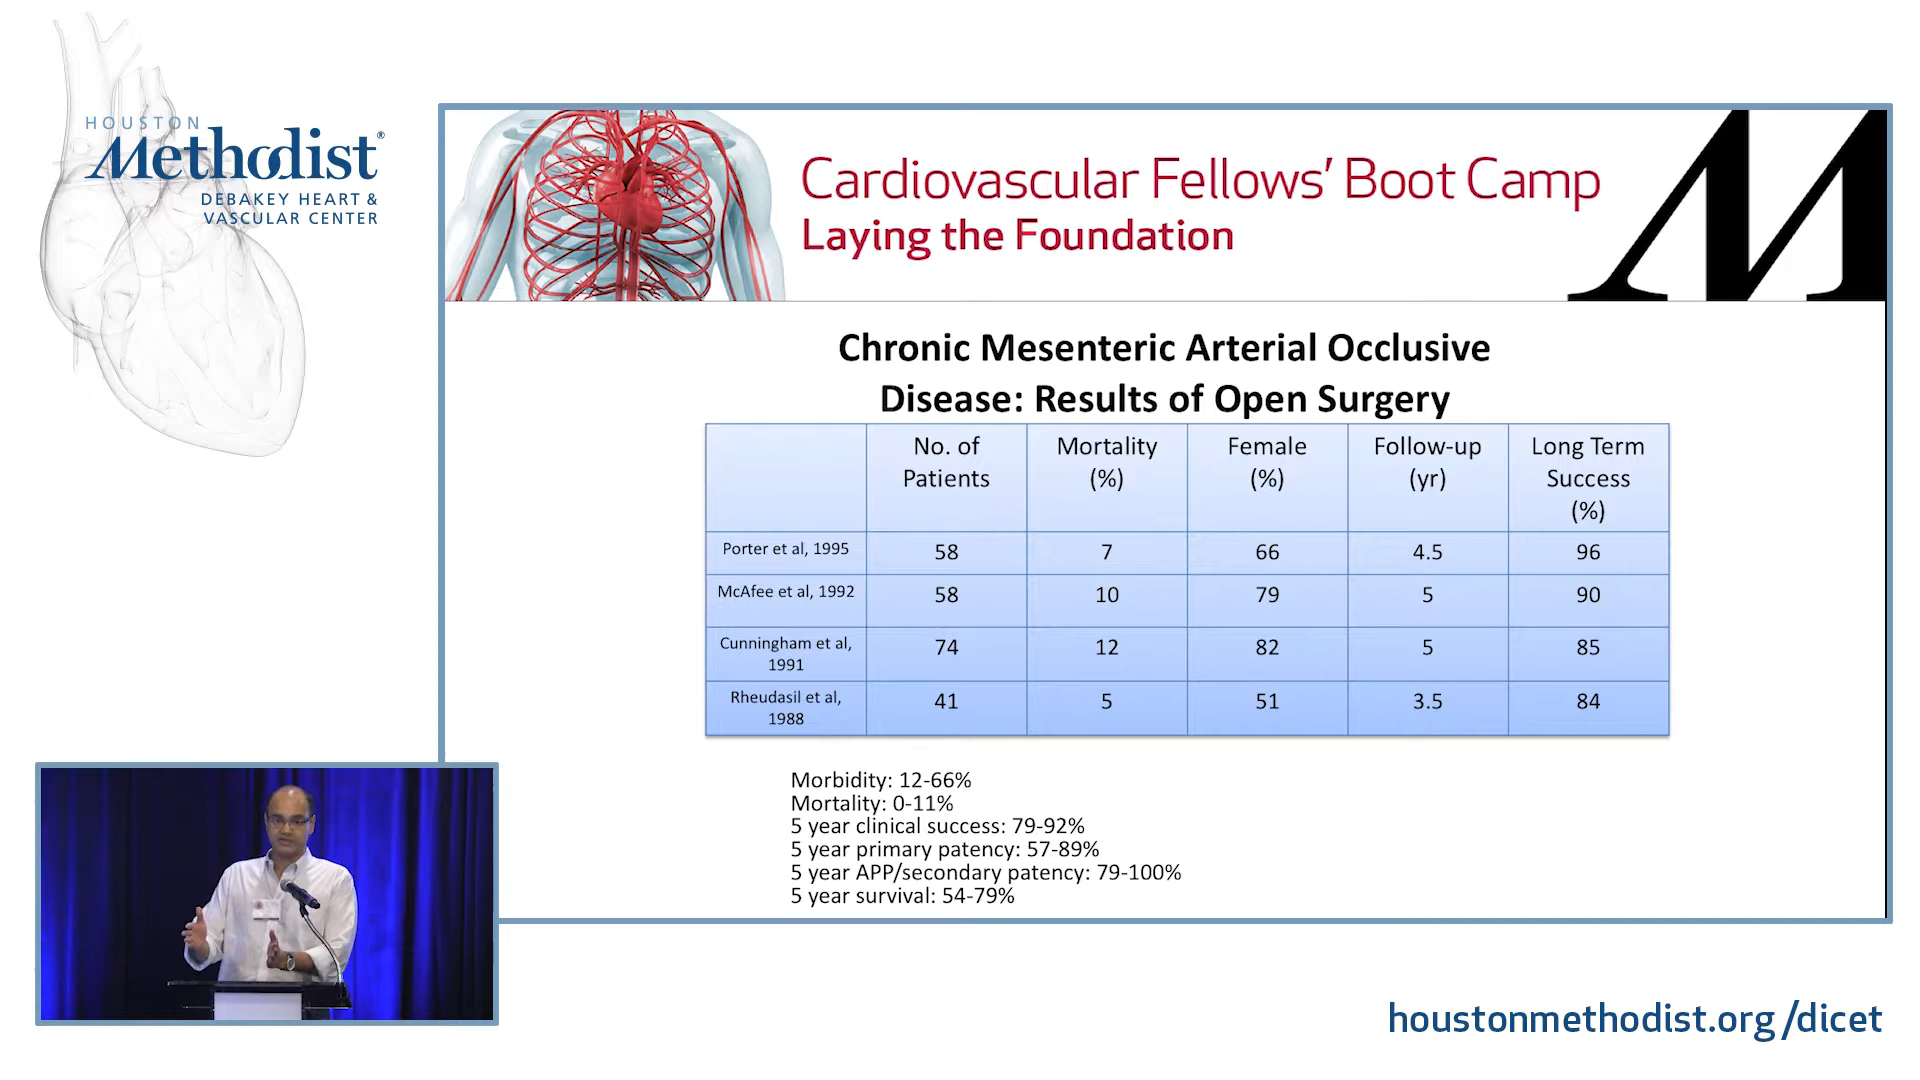 HOUSTON
Methodist®
DEBAKEY HEART &
VASCULAR CENTER
Cardiovascular Fellows’ Boot Camp
Laying the Foundation
M
Chronic Mesenteric Arterial Occlusive
Disease: Results of Open Surgery
No. of Patients Mortality (%) Female (%) Follow-up (yr) Long Term Success (%)
Porter et al, 1995 58 7 66 4.5 96
McAfee et al, 1992 58 10 79 5 90
Cunningham et al, 1991 74 12 82 5 85
Rheudasil et al, 1988 41 5 51 3.5 84
Morbidity: 12-66%
Mortality: 0-11%
5 year clinical success: 79-92%
5 year primary patency: 57-89%
5 year APP/secondary patency: 79-100%
5 year survival: 54-79%
houstonmethodist.org/dicet